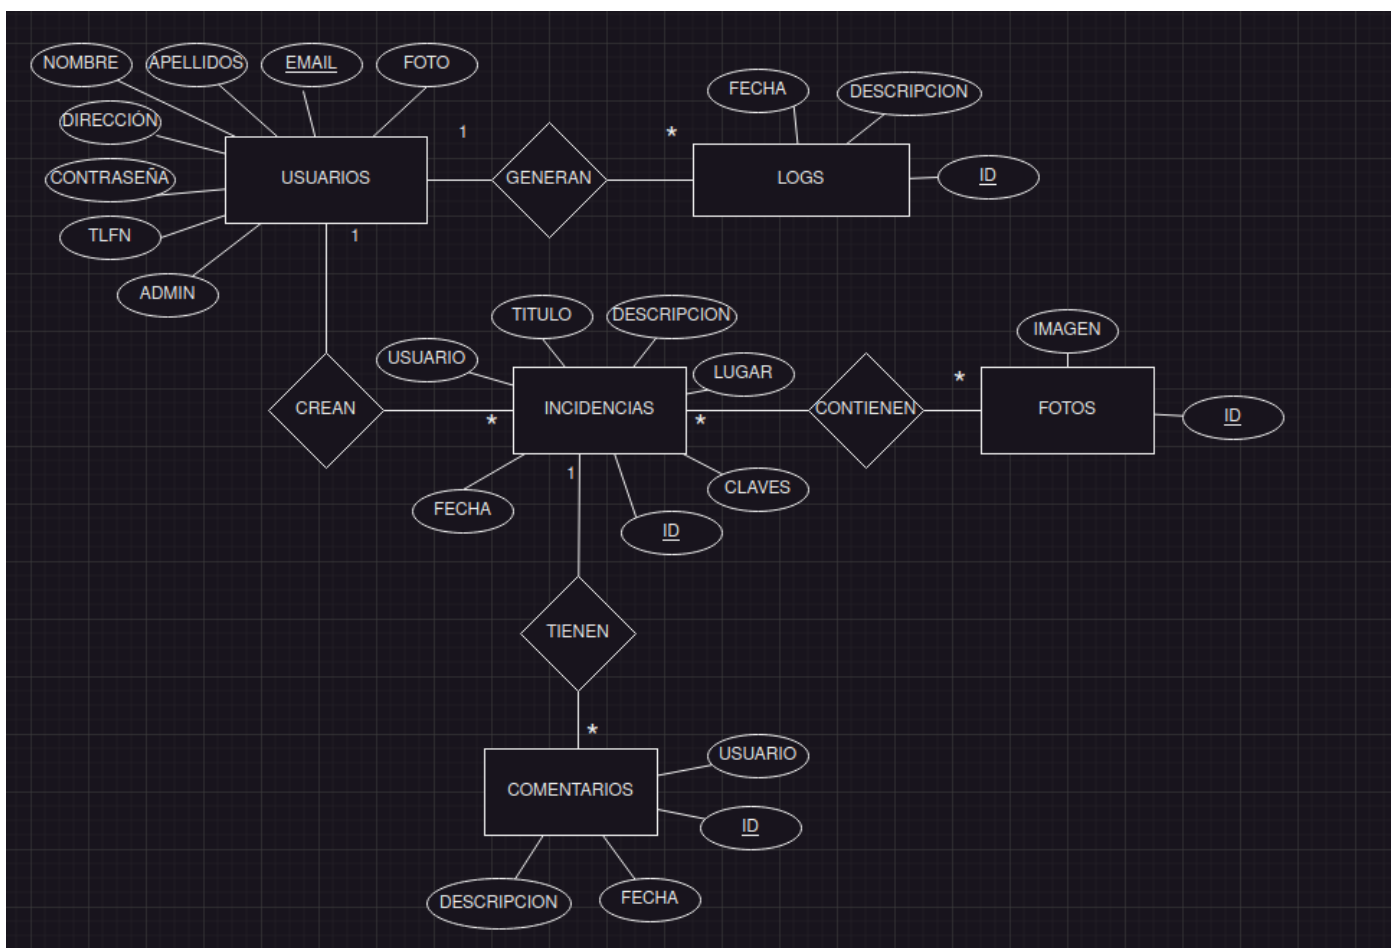 NOMBRE
APELLIDOS
EMAIL
FOTO
FECHA
DESCRIPCION
DIRECCIÓN
1
*
CONTRASEÑA
USUARIOS
GENERAN
LOGS
ID
TLFN
1
ADMIN
TITULO
DESCRIPCION
IMAGEN
USUARIO
LUGAR
*
CREAN
INCIDENCIAS
CONTIENEN
FOTOS
ID
*
*
1
CLAVES
FECHA
ID
TIENEN
*
USUARIO
COMENTARIOS
ID
DESCRIPCION
FECHA